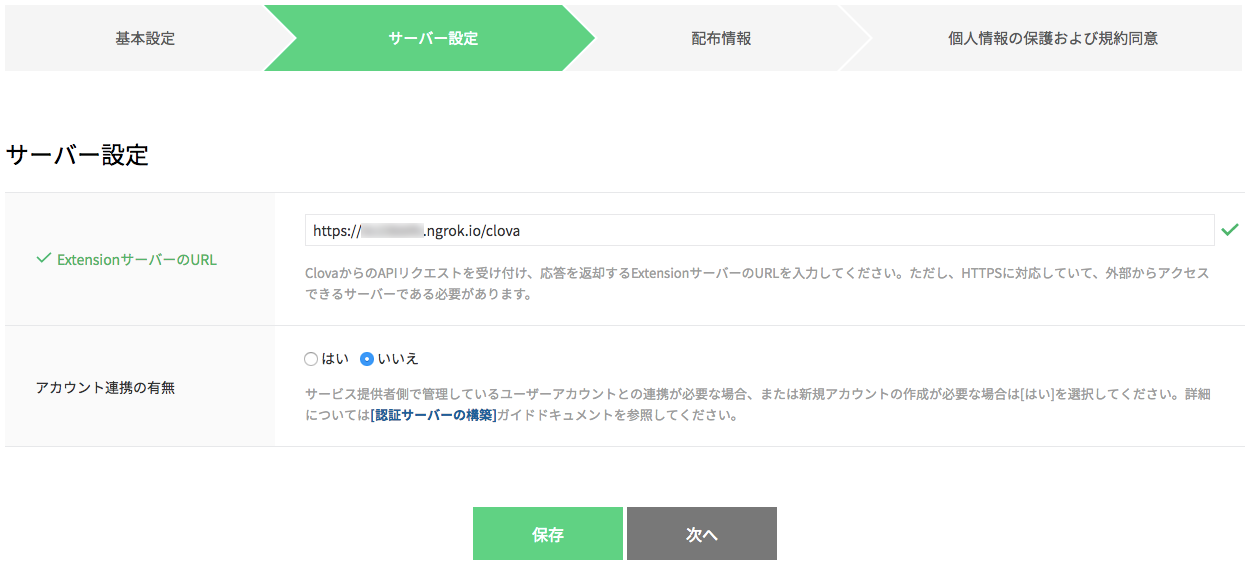 基本設定
サーバー設定
配布情報
個人情報の保護および規約同意
サーバー設定
ExtensionサーバーのURL
https://.ngrok.io/clova
ClovaからのAPIリクエストを受け付け、応答を返却するExtensionサーバーのURLを入力してください。ただし、HTTPSに対応していて、外部からアクセス
できるサーバーである必要があります。
アカウント連携の有無
はい いいえ
サービス提供者側で管理しているユーザーアカウントとの連携が必要な場合、または新規アカウントの作成が必要な場合は[はい]を選択してください。詳細
については[認証サーバーの構築]ガイドドキュメントを参照してください。
保存
次へ